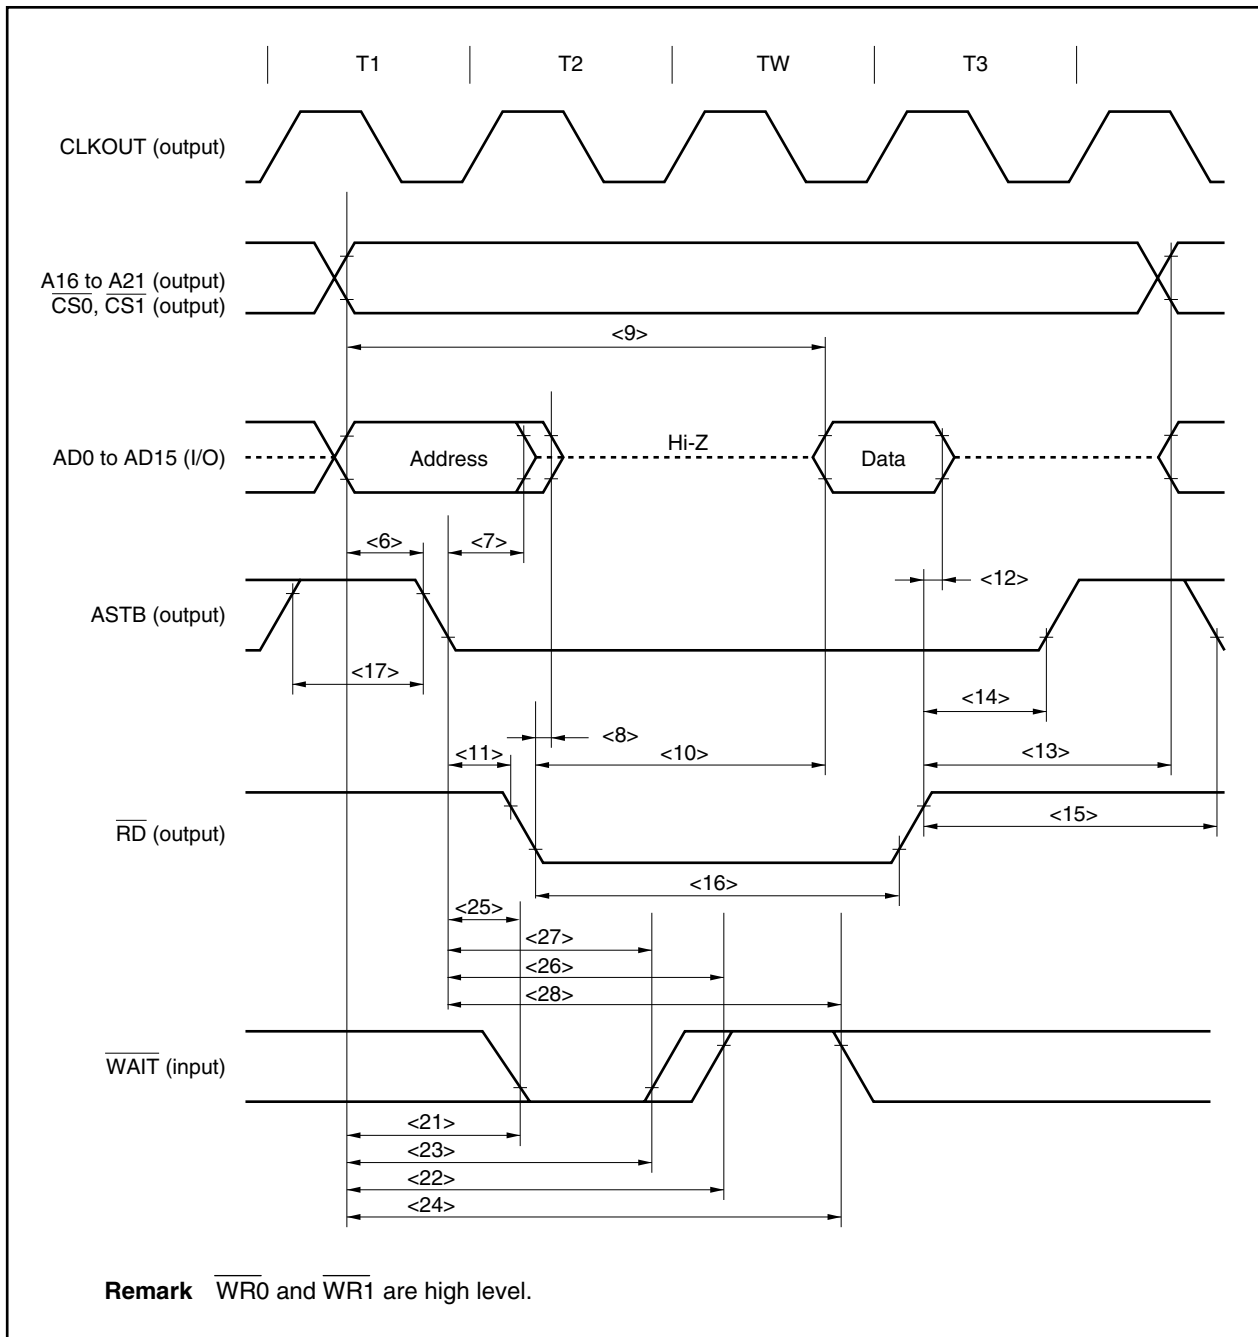 T1 T2 TW T3
CLKOUT (output)
A16 to A21 (output)
CS0, CS1 (output)
<9>
AD0 to AD15 (I/O)
Address
Hi-Z
Data
<6> <7>
<12>
ASTB (output)
<17>
<14>
<8>
<11> <10> <13>
RD (output)
<15>
<16>
<25>
<27>
<26>
<28>
WAIT (input)
<21>
<23>
<22>
<24>
Remark WR0 and WR1 are high level.